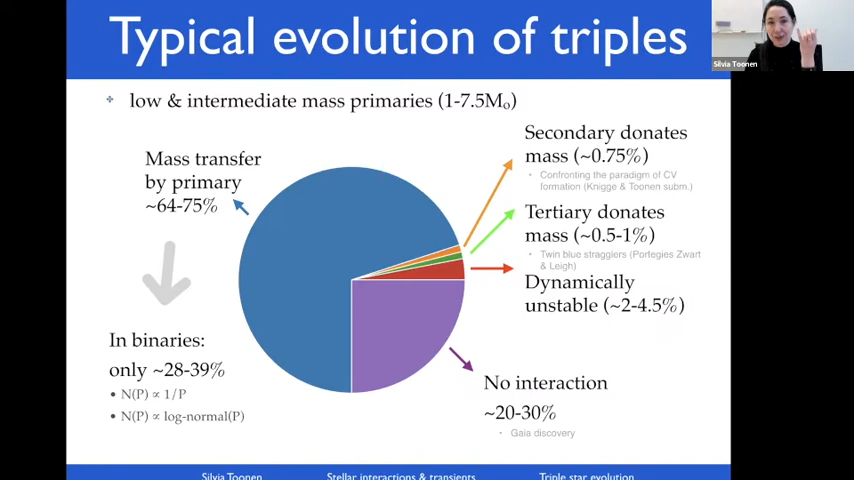 Typical evolution of triples
Silvia Toonen
low & intermediate mass primaries (1-7.5M₀)
Mass transfer
by primary
~64-75%
In binaries:
only ~28-39%
• N(P) ∝ 1/P
• N(P) ∝ log-normal(P)
Secondary donates
mass (~0.75%)
• Confronting the paradigm of CV
formation (Knigge & Toonen subm.)
Tertiary donates
mass (~0.5-1%)
• Twin blue stragglers (Portegies Zwart
& Leigh)
Dynamically
unstable (~2-4.5%)
No interaction
~20-30%
• Gaia discovery
Silvia Toonen
Stellar interactions & transients
Triple star evolution